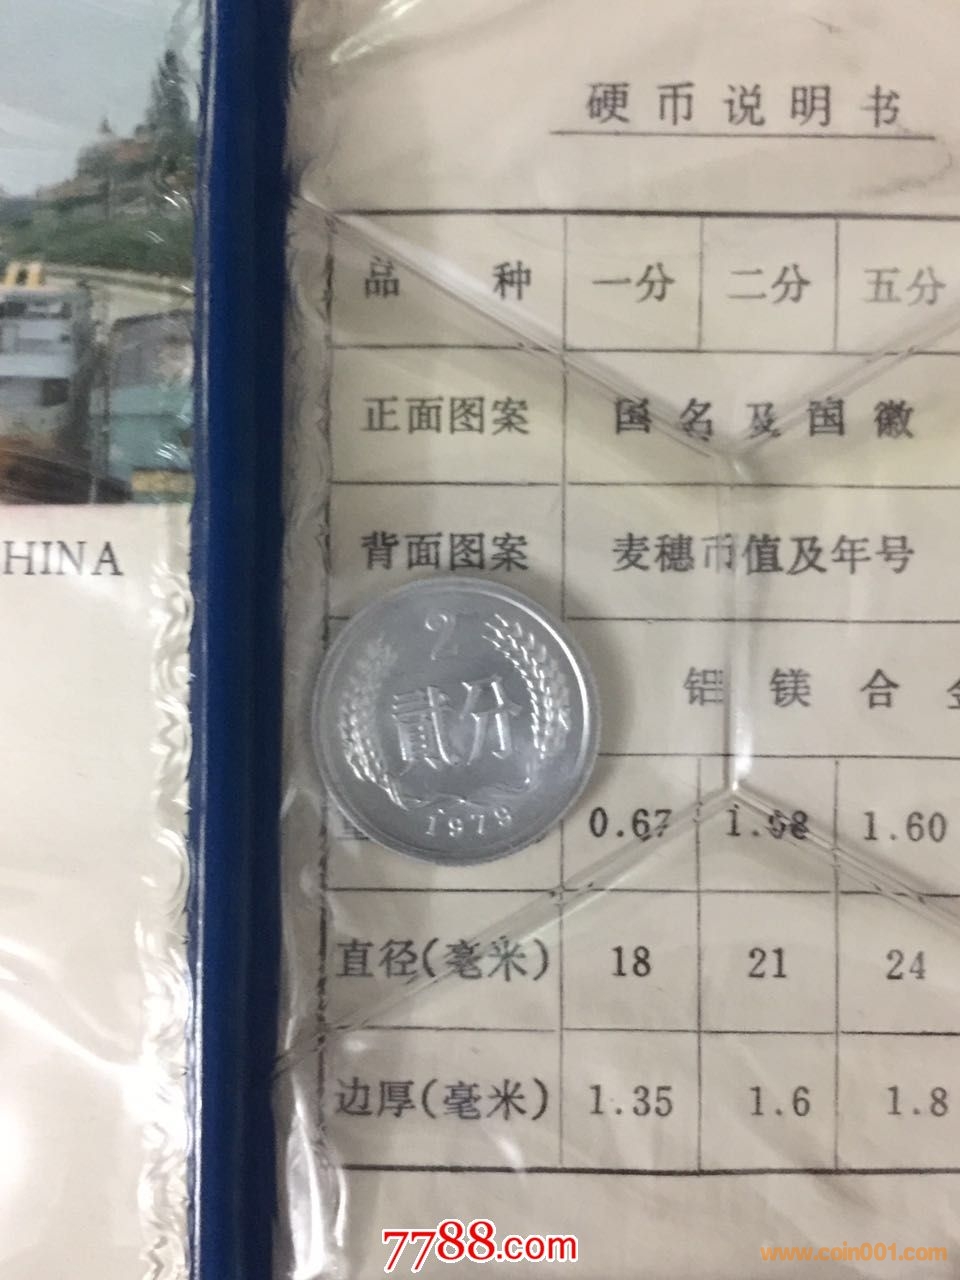 硬币说明书
品 种 一分 二分 五分
正面图案 国名及国徽
背面图案 麦穗币值及年号
铝镁合
0.67 1.08 1.60
直径(毫米) 18 21 24
边厚(毫米) 1.35 1.6 1.8
HINA
2
贰分
1979
7788.com
www.coin001.com